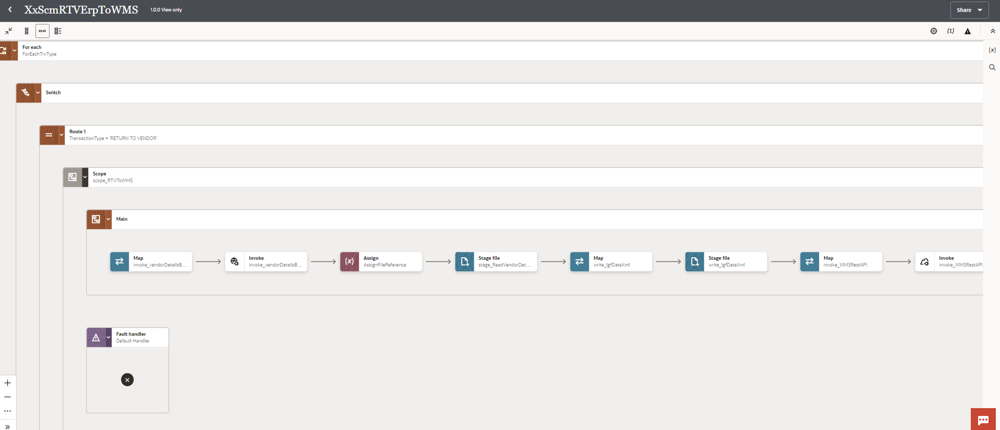 XxScmRTVErpToWMS 1.0.0 View only Share
For each
ForEachTrxType
Switch
Route 1
TransactionType = 'RETURN TO VENDOR'
Scope
scope_RTVToWMS
Main
Map
invoke_vendorDetailsB...
Invoke
invoke_vendorDetailsB...
Assign
AssignFileReference
Stage file
stage_ReadVendorDet...
Map
write_lgfDataXml
Stage file
write_lgfDataXml
Map
invoke_WMSRestAPI
Invoke
invoke_WMSRestAPI
Fault handler
Default Handler